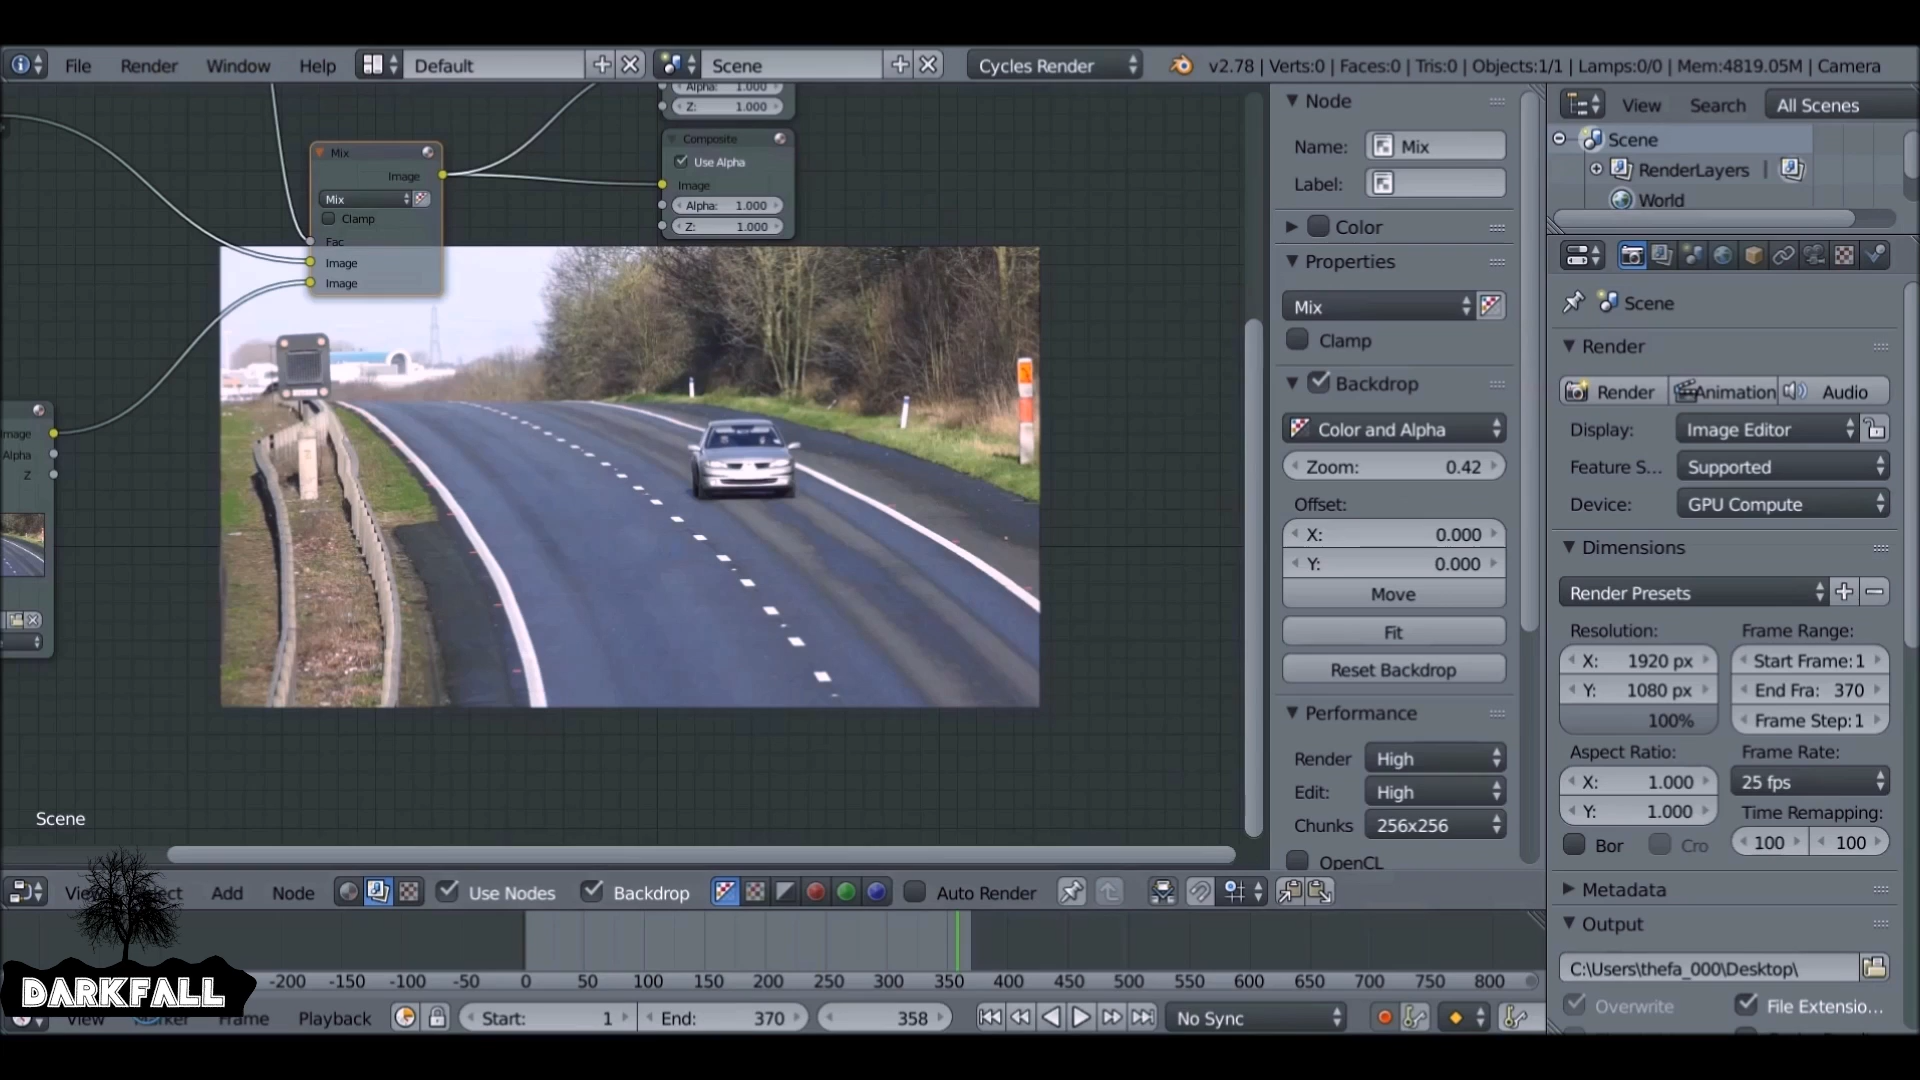 File Render Window Help Default Scene Cycles Render v2.78 | Verts:0 | Faces:0 | Tris:0 | Objects:1/1 | Lamps:0/0 | Mem:4819.05M | Camera
Alpha: 1.000
Z: 1.000
Composite
Use Alpha
Image
Alpha: 1.000
Z: 1.000
Mix
Image
Mix
Clamp
Fac
Image
Image
Alpha
Z
Scene
Node
Name: Mix
Label:
Color
Properties
Mix
Clamp
Backdrop
Color and Alpha
Zoom: 0.42
Offset:
X: 0.000
Y: 0.000
Move
Fit
Reset Backdrop
Performance
Render High
Edit: High
Chunks 256x256
OpenCL
View Search All Scenes
Scene
RenderLayers |
World
Scene
Render
Render Animation Audio
Display: Image Editor
Feature S... Supported
Device: GPU Compute
Dimensions
Render Presets
Resolution: Frame Range:
X: 1920 px Start Frame:1
Y: 1080 px End Fra: 370
100% Frame Step:1
Aspect Ratio: Frame Rate:
X: 1.000 25 fps
Y: 1.000 Time Remapping:
Bor Cro 100 100
Metadata
Output
C:\Users\thefa_000\Desktop\
Overwrite File Extensio...
Add Node Use Nodes Backdrop Auto Render
-200 -150 -100 -50 0 50 100 150 200 250 300 350 400 450 500 550 600 650 700 750 800
View Marker Frame Playback Start: 1 End: 370 358 No Sync
DARKFALL